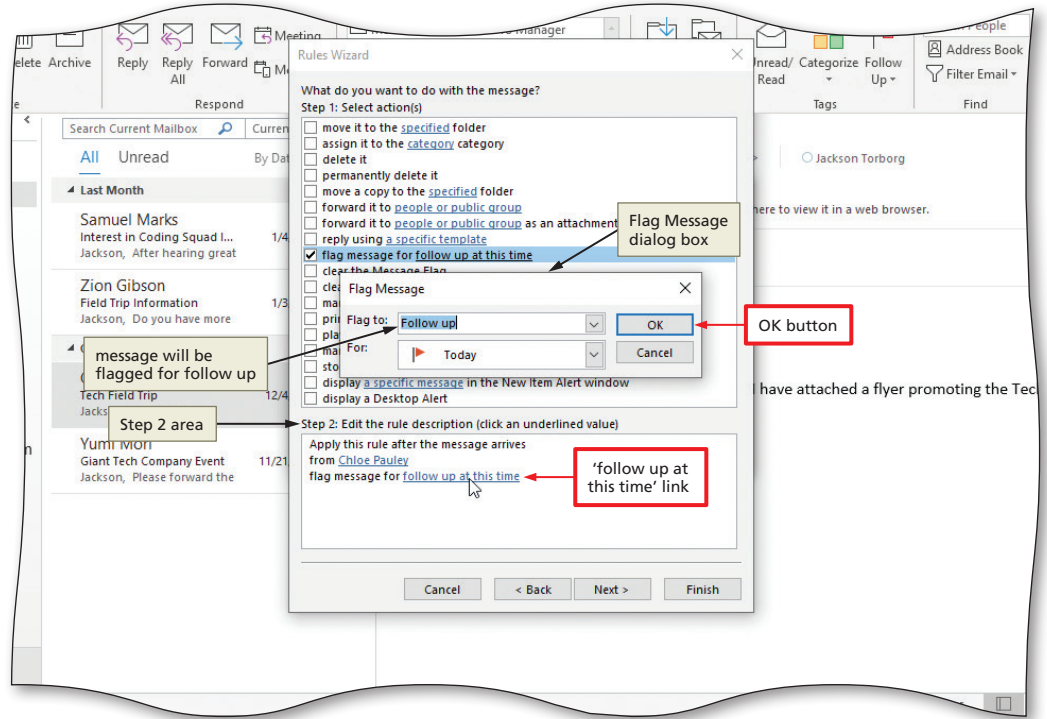 Meeting
Manager
People
elete Archive
Reply Reply Forward
All
Unread/ Categorize Follow
Read
Up
Address Book
Filter Email
e
Respond
Tags
Find
Rules Wizard
What do you want to do with the message?
Step 1: Select action(s)
move it to the specified folder
assign it to the category category
delete it
permanently delete it
move a copy to the specified folder
forward it to people or public group
forward it to people or public group as an attachment
reply using a specific template
flag message for follow up at this time
clear the Message Flag
display a specific message in the New Item Alert window
display a Desktop Alert
Flag Message
dialog box
Flag Message
Flag to: Follow up
OK
For: Today
Cancel
OK button
message will be
flagged for follow up
Step 2 area
Step 2: Edit the rule description (click an underlined value)
Apply this rule after the message arrives
from Chloe Pauley
flag message for follow up at this time
'follow up at
this time' link
Cancel
< Back
Next >
Finish
Search Current Mailbox
Curren
All Unread
By Dat
Last Month
Samuel Marks
Interest in Coding Squad I...
1/4
Jackson, After hearing great
Zion Gibson
Field Trip Information
1/3
Jackson, Do you have more
Tech Field Trip
12/4
Jacks
Yumi Mori
Giant Tech Company Event
11/21
Jackson, Please forward the
Jackson Torborg
here to view it in a web browser.
I have attached a flyer promoting the Tec